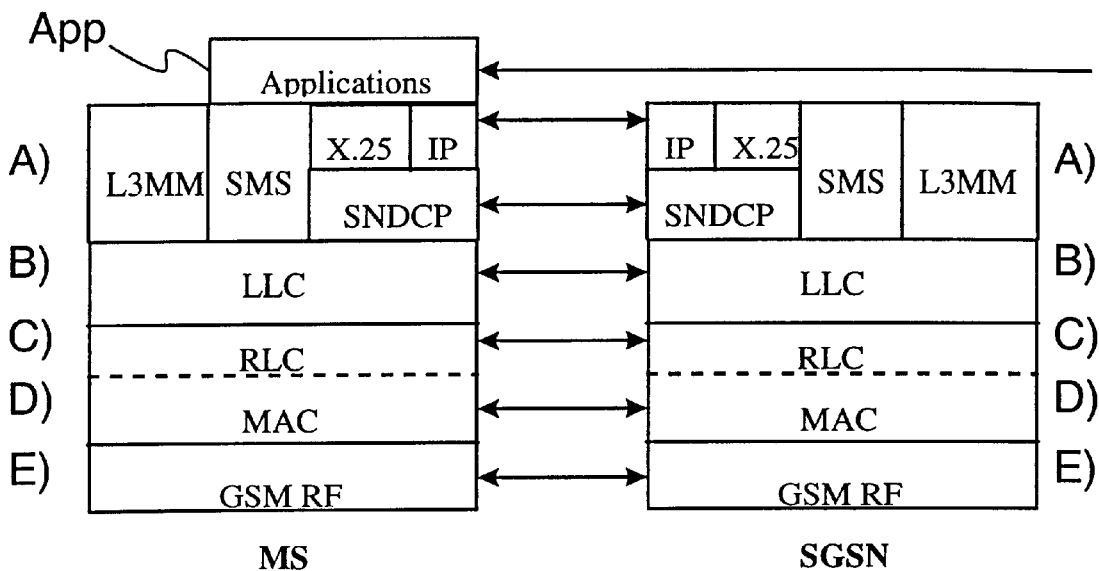 App
Applications
A)
L3MM
SMS
X.25
IP
SNDCP
IP
X.25
SNDCP
SMS
L3MM
A)
B)
LLC
LLC
B)
C)
RLC
RLC
C)
D)
MAC
MAC
D)
E)
GSM RF
GSM RF
E)
MS
SGSN